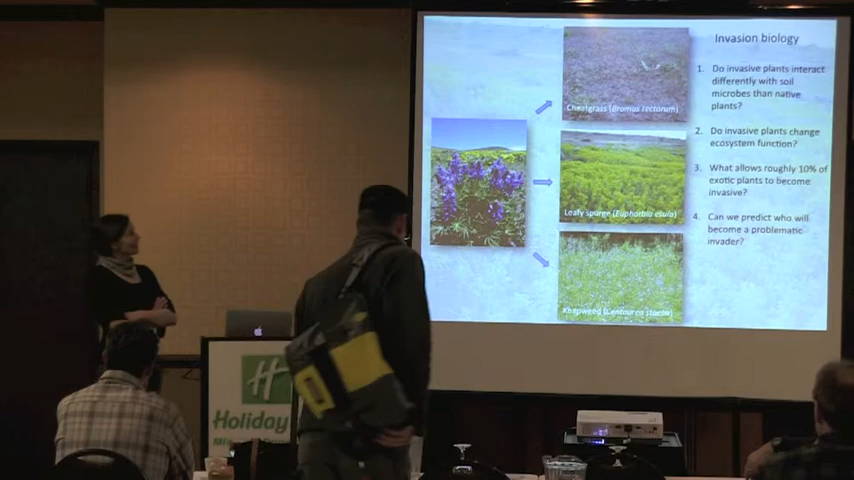 Invasion biology
1. Do invasive plants interact
differently with soil
microbes than native
plants?
2. Do invasive plants change
ecosystem function?
3. What allows roughly 10% of
exotic plants to become
invasive?
4. Can we predict who will
become a problematic
invader?
Cheatgrass (Bromus tectorum)
Leafy spurge (Euphorbia esula)
Knapweed (Centaurea stoebe)
H
Holiday